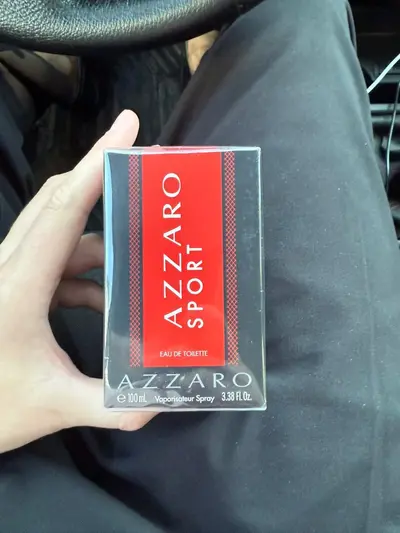 AZZARO
SPORT
EAU DE TOILETTE
AZZARO
℮ 100 mL Vaporisateur Spray 3.38 Fl. Oz.